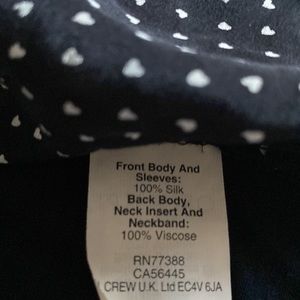 Front Body And
Sleeves:
100% Silk
Back Body,
Neck Insert And
Neckband:
100% Viscose
RN77388
CA56445
CREW U.K. Ltd EC4V 6JA